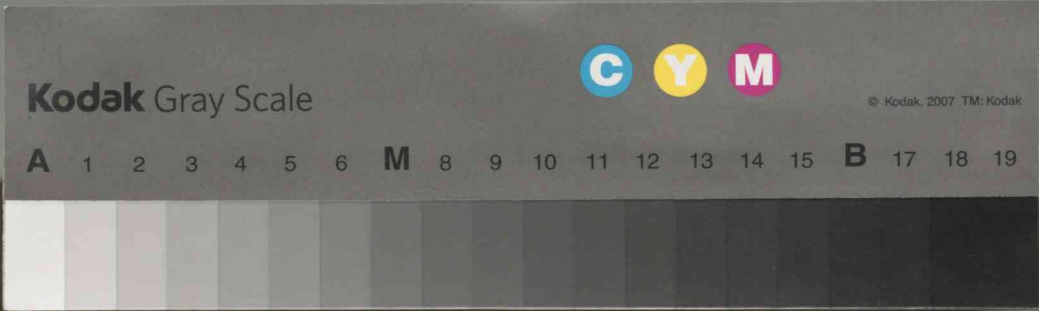 C Y M
Kodak Gray Scale
© Kodak, 2007 TM: Kodak
A 1 2 3 4 5 6 M 8 9 10 11 12 13 14 15 B 17 18 19